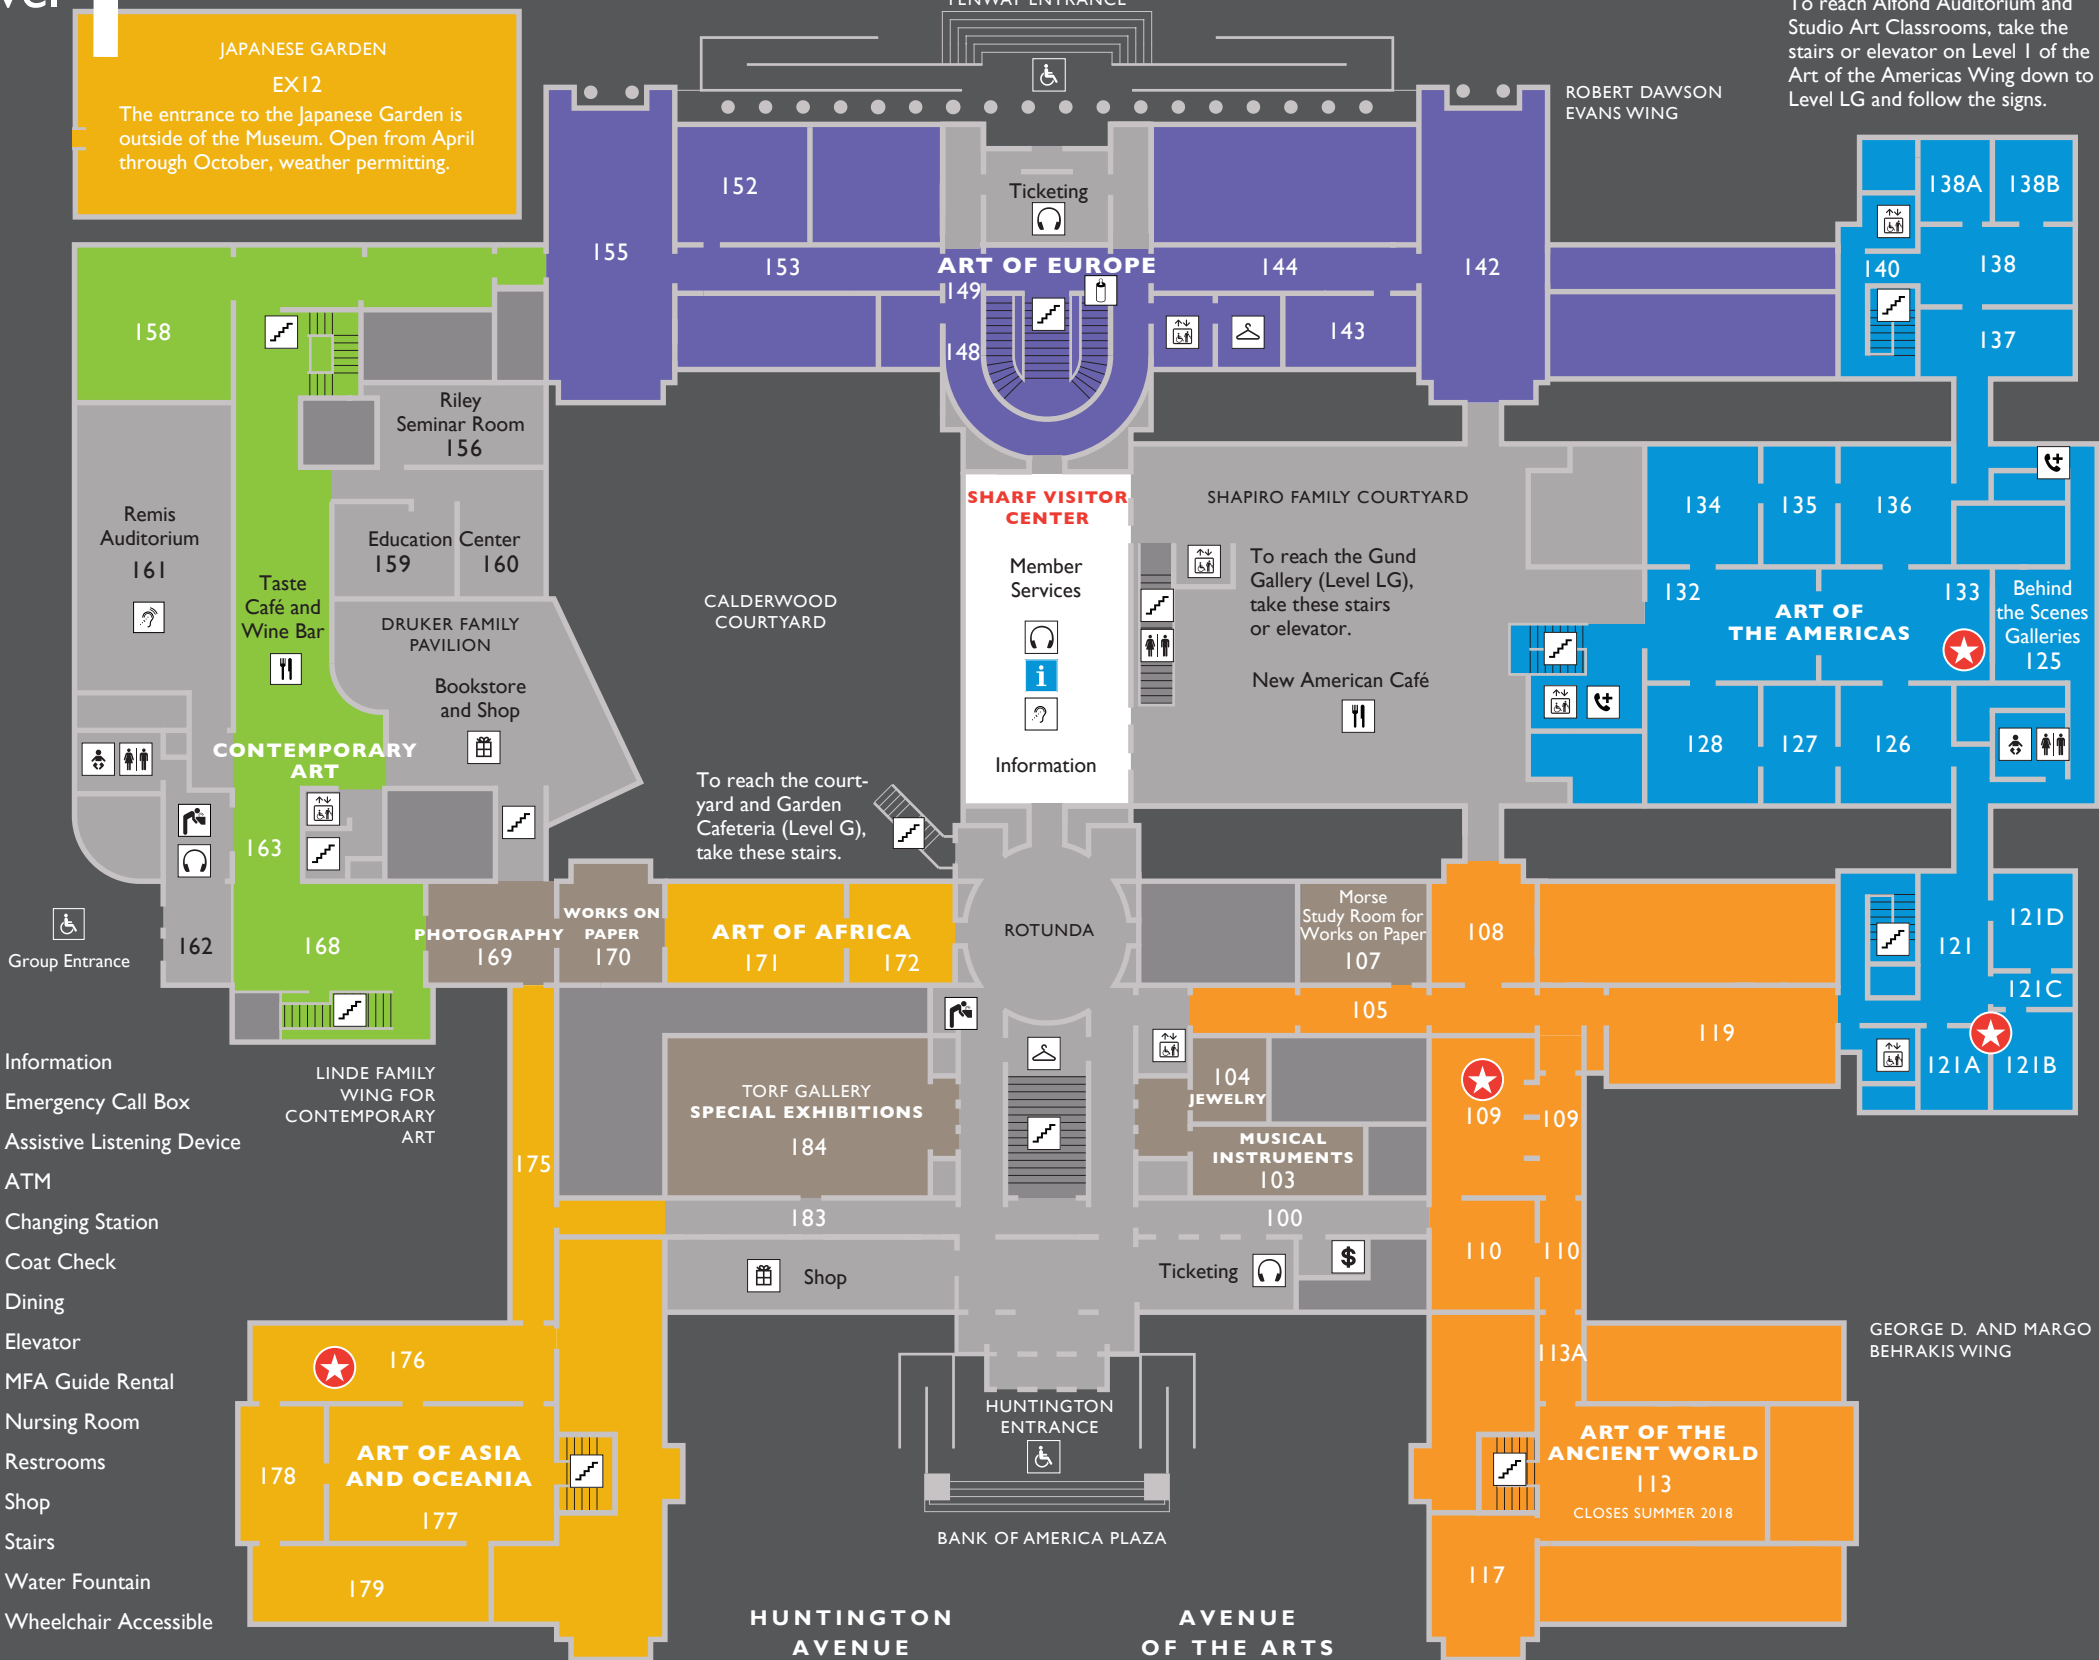 JAPANESE GARDEN
EX12
The entrance to the Japanese Garden is
outside of the Museum. Open from April
through October, weather permitting.
FENWAY ENTRANCE
To reach Alfond Auditorium and
Studio Art Classrooms, take the
stairs or elevator on Level 1 of the
Art of the Americas Wing down to
Level LG and follow the signs.
ROBERT DAWSON
EVANS WING
152
Ticketing
155
153
ART OF EUROPE
144
142
149
148
143
138A
138B
140
138
137
158
Riley
Seminar Room
156
Remis
Auditorium
161
Education Center
159
160
Taste
Café and
Wine Bar
DRUKER FAMILY
PAVILION
Bookstore
and Shop
CONTEMPORARY
ART
163
CALDERWOOD
COURTYARD
To reach the court-
yard and Garden
Cafeteria (Level G),
take these stairs.
SHARF VISITOR
CENTER
Member
Services
i
Information
SHAPIRO FAMILY COURTYARD
To reach the Gund
Gallery (Level LG),
take these stairs
or elevator.
New American Café
134
135
136
132
133
ART OF
THE AMERICAS
Behind
the Scenes
Galleries
125
128
127
126
Group Entrance
162
168
PHOTOGRAPHY
169
WORKS ON
PAPER
170
ART OF AFRICA
171
172
ROTUNDA
Morse
Study Room for
Works on Paper
107
108
105
119
121
121D
121C
121A
121B
Information
Emergency Call Box
Assistive Listening Device
ATM
Changing Station
Coat Check
Dining
Elevator
MFA Guide Rental
Nursing Room
Restrooms
Shop
Stairs
Water Fountain
Wheelchair Accessible
LINDE FAMILY
WING FOR
CONTEMPORARY
ART
175
TORF GALLERY
SPECIAL EXHIBITIONS
184
104
JEWELRY
MUSICAL
INSTRUMENTS
103
109
109
183
100
110
110
Shop
Ticketing
$
113A
176
178
ART OF ASIA
AND OCEANIA
177
179
HUNTINGTON
ENTRANCE
BANK OF AMERICA PLAZA
ART OF THE
ANCIENT WORLD
113
CLOSES SUMMER 2018
117
GEORGE D. AND MARGO
BEHRAKIS WING
HUNTINGTON
AVENUE
AVENUE
OF THE ARTS